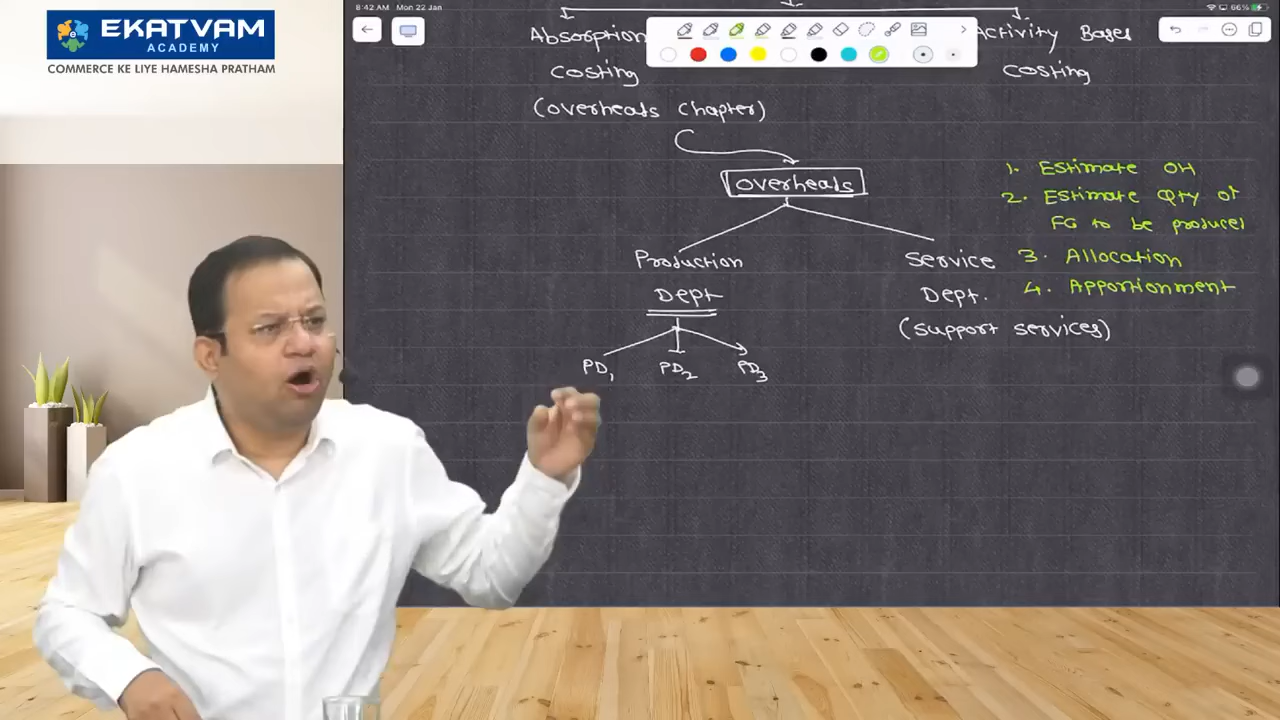 EKATVAM
ACADEMY
COMMERCE KE LIYE HAMESHA PRATHAM
8:42 AM Mon 22 Jan
66%
Absorption
costing
(overheads chapter)
Activity Based
costing
overheads
Production
Dept
PD1 PD2 PD3
Service
Dept.
(support services)
1. Estimate OH
2. Estimate Qty of
FG to be produced
3. Allocation
4. Apportionment